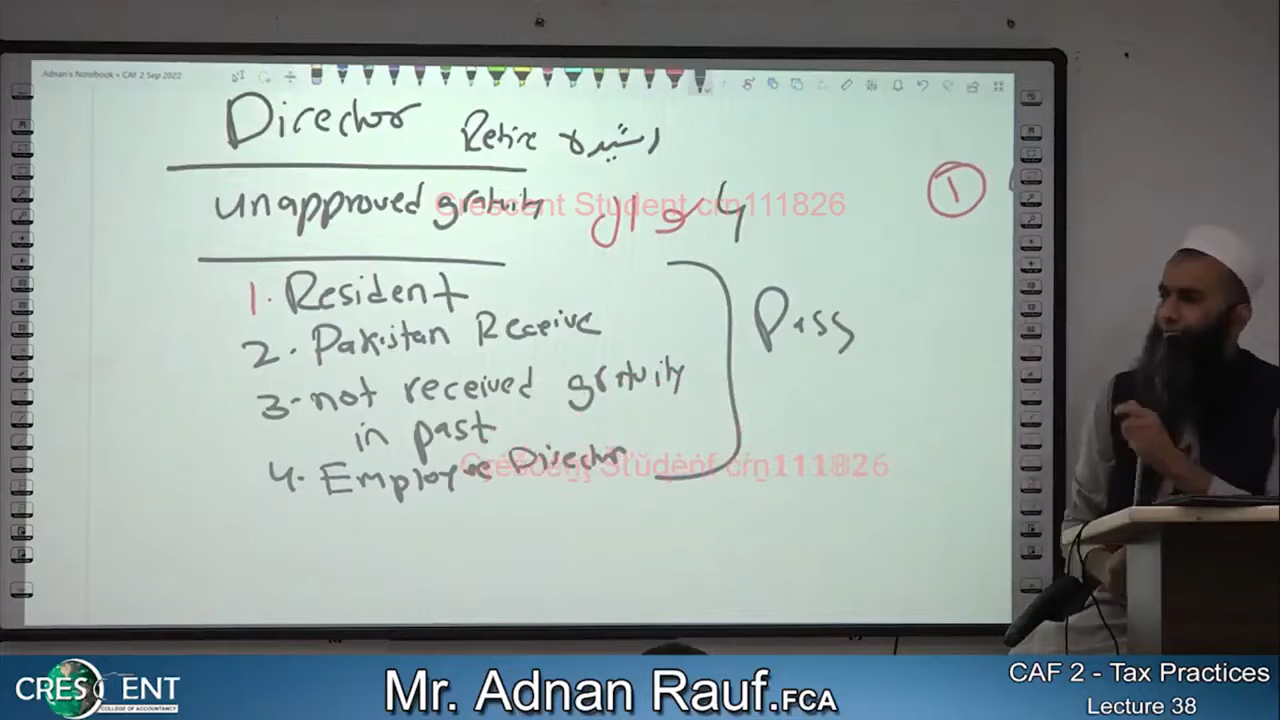 Adnan's Notebook » CAF 2 Sep 2022
Director Retire
unapproved gratuity 4
Crescent Student crn111826
1
1. Resident
2. Pakistan Receive
3. not received gratuity
in past
4. Employee Director
Pass
Crescent Student crn111826
CRESCENT
COLLEGE OF ACCOUNTANCY
Mr. Adnan Rauf.FCA
CAF 2 - Tax Practices
Lecture 38